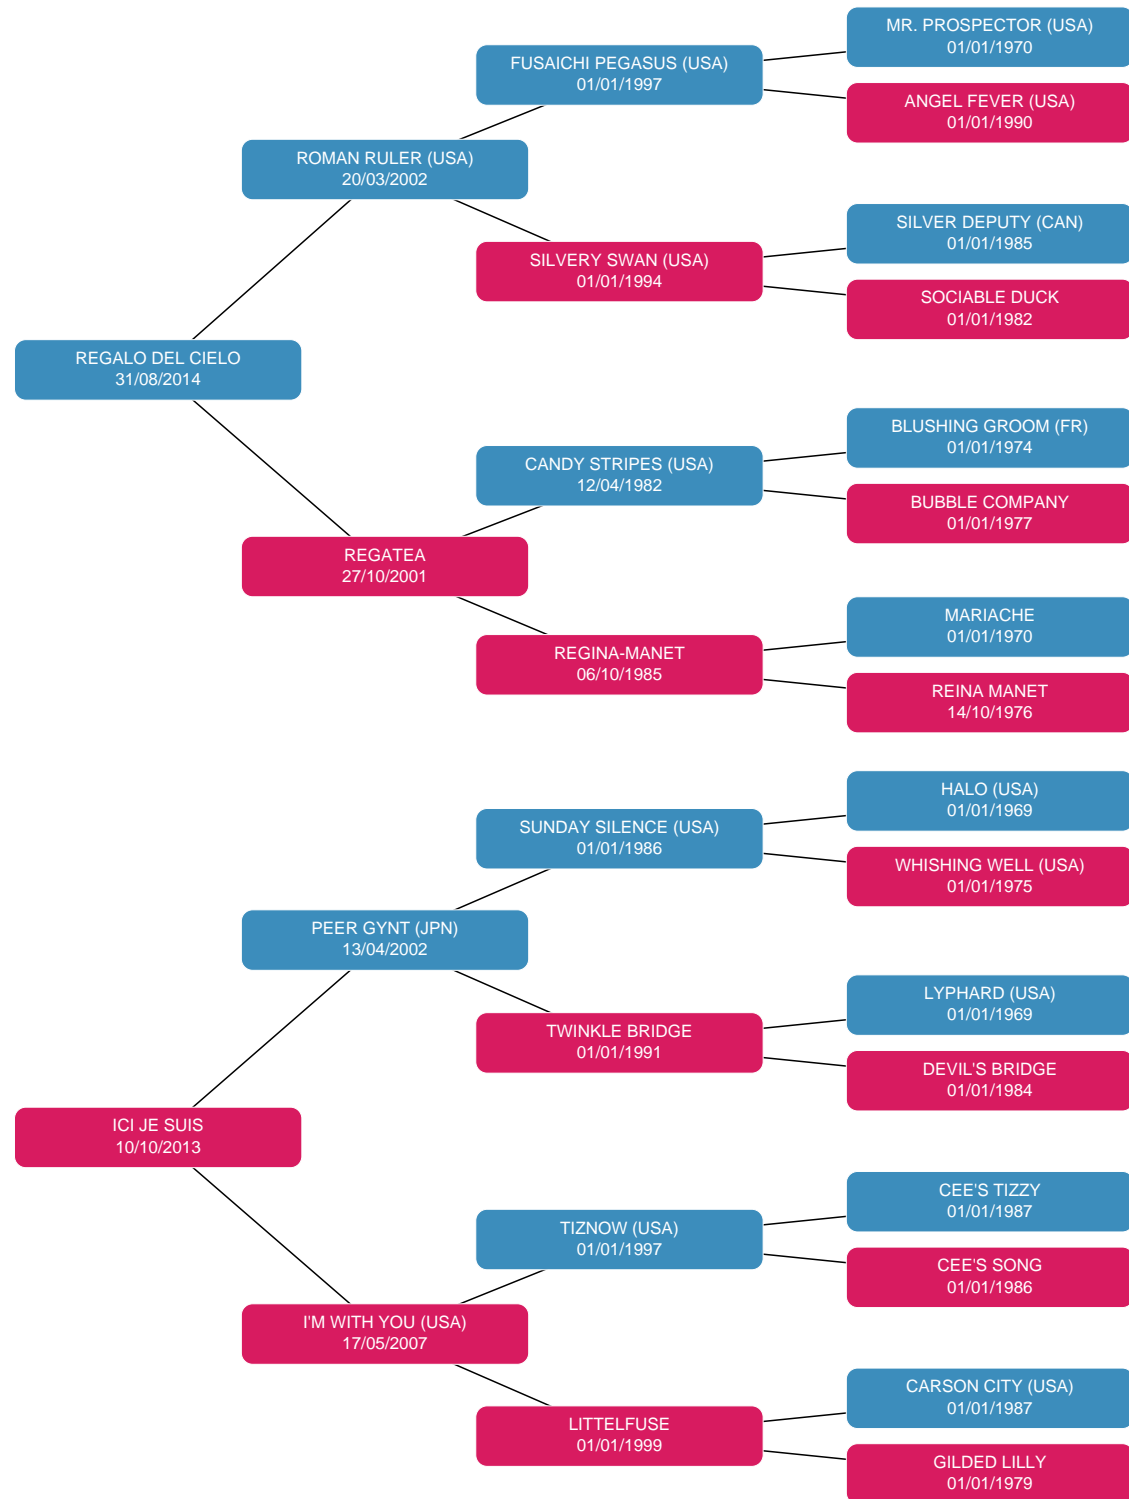 MR. PROSPECTOR (USA)
01/01/1970
FUSAICHI PEGASUS (USA)
01/01/1997
ANGEL FEVER (USA)
01/01/1990
ROMAN RULER (USA)
20/03/2002
SILVER DEPUTY (CAN)
01/01/1985
SILVERY SWAN (USA)
01/01/1994
SOCIABLE DUCK
01/01/1982
REGALO DEL CIELO
31/08/2014
BLUSHING GROOM (FR)
01/01/1974
CANDY STRIPES (USA)
12/04/1982
BUBBLE COMPANY
01/01/1977
REGATEA
27/10/2001
MARIACHE
01/01/1970
REGINA-MANET
06/10/1985
REINA MANET
14/10/1976
HALO (USA)
01/01/1969
SUNDAY SILENCE (USA)
01/01/1986
WHISHING WELL (USA)
01/01/1975
PEER GYNT (JPN)
13/04/2002
LYPHARD (USA)
01/01/1969
TWINKLE BRIDGE
01/01/1991
DEVIL'S BRIDGE
01/01/1984
ICI JE SUIS
10/10/2013
CEE'S TIZZY
01/01/1987
TIZNOW (USA)
01/01/1997
CEE'S SONG
01/01/1986
I'M WITH YOU (USA)
17/05/2007
CARSON CITY (USA)
01/01/1987
LITTELFUSE
01/01/1999
GILDED LILLY
01/01/1979